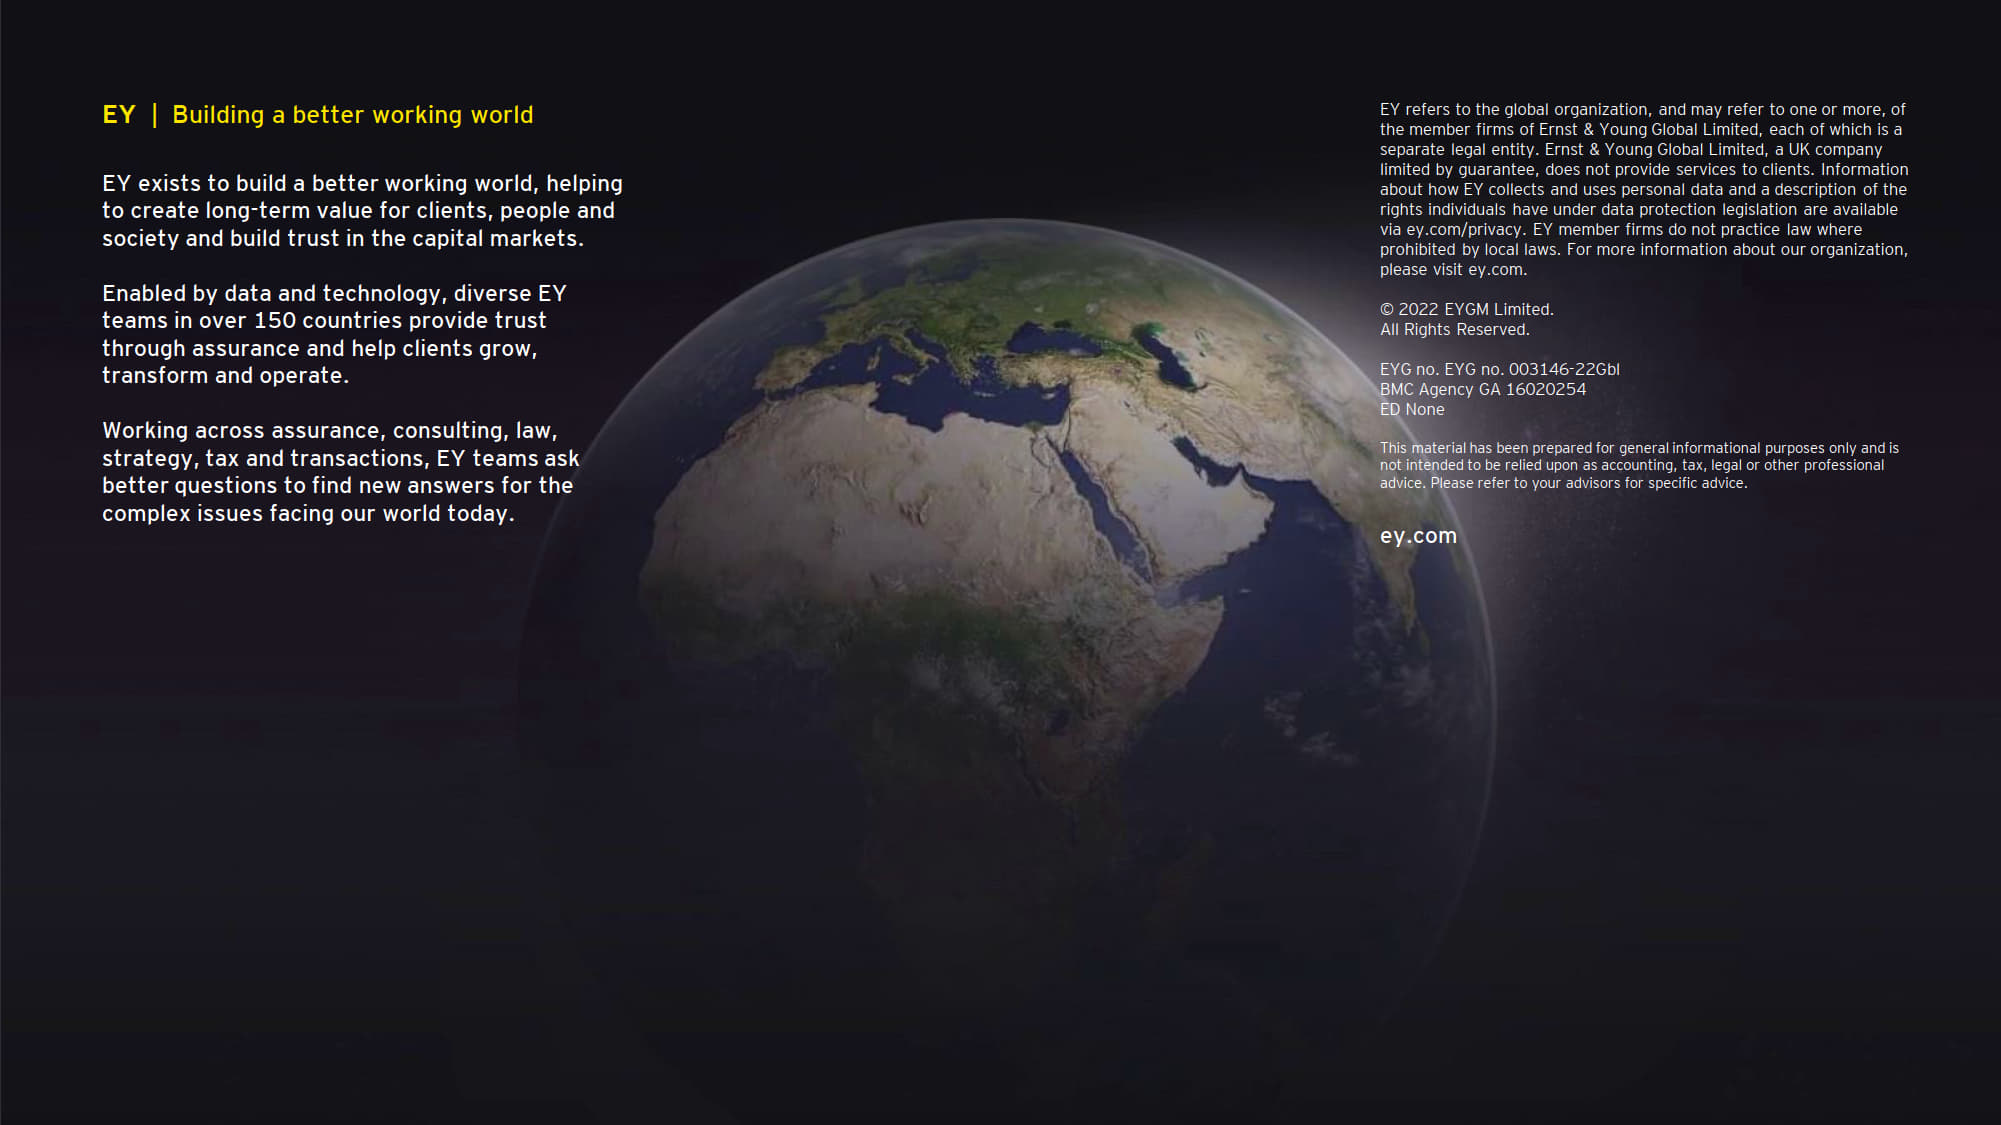 EY | Building a better working world
EY exists to build a better working world, helping
to create long-term value for clients, people and
society and build trust in the capital markets.
Enabled by data and technology, diverse EY
teams in over 150 countries provide trust
through assurance and help clients grow,
transform and operate.
Working across assurance, consulting, law,
strategy, tax and transactions, EY teams ask
better questions to find new answers for the
complex issues facing our world today.
EY refers to the global organization, and may refer to one or more, of
the member firms of Ernst & Young Global Limited, each of which is a
separate legal entity. Ernst & Young Global Limited, a UK company
limited by guarantee, does not provide services to clients. Information
about how EY collects and uses personal data and a description of the
rights individuals have under data protection legislation are available
via ey.com/privacy. EY member firms do not practice law where
prohibited by local laws. For more information about our organization,
please visit ey.com.
© 2022 EYGM Limited.
All Rights Reserved.
EYG no. EYG no. 003146-22Gbl
BMC Agency GA 16020254
ED None
This material has been prepared for general informational purposes only and is
not intended to be relied upon as accounting, tax, legal or other professional
advice. Please refer to your advisors for specific advice.
ey.com